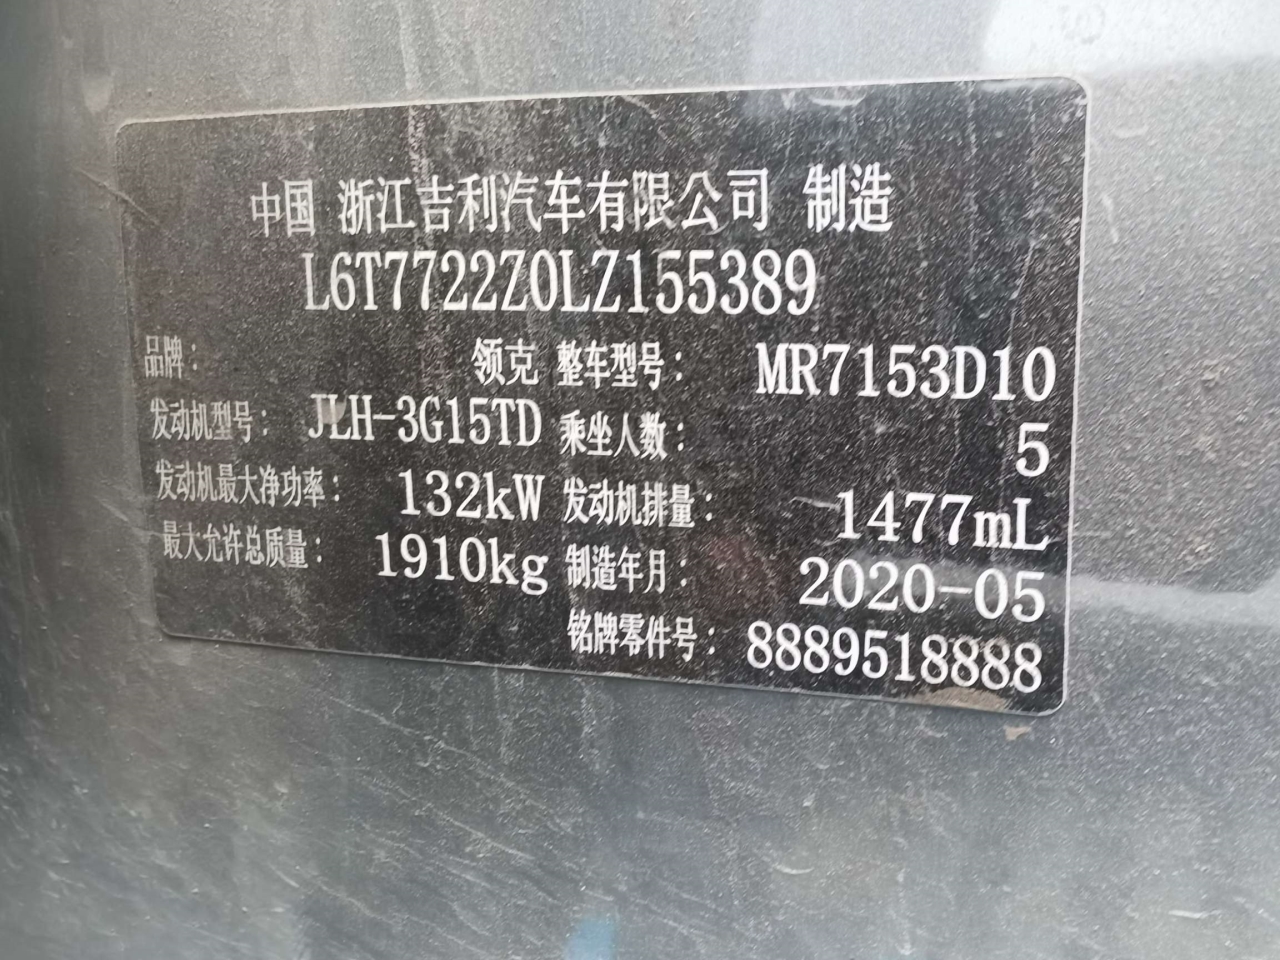 中国 浙江吉利汽车有限公司 制造
L6T7722Z0LZ155389
品牌： 领克 整车型号： MR7153D10
发动机型号： JLH-3G15TD 乘坐人数： 5
发动机最大净功率： 132kW 发动机排量： 1477mL
最大允许总质量： 1910kg 制造年月： 2020-05
铭牌零件号： 8889518888